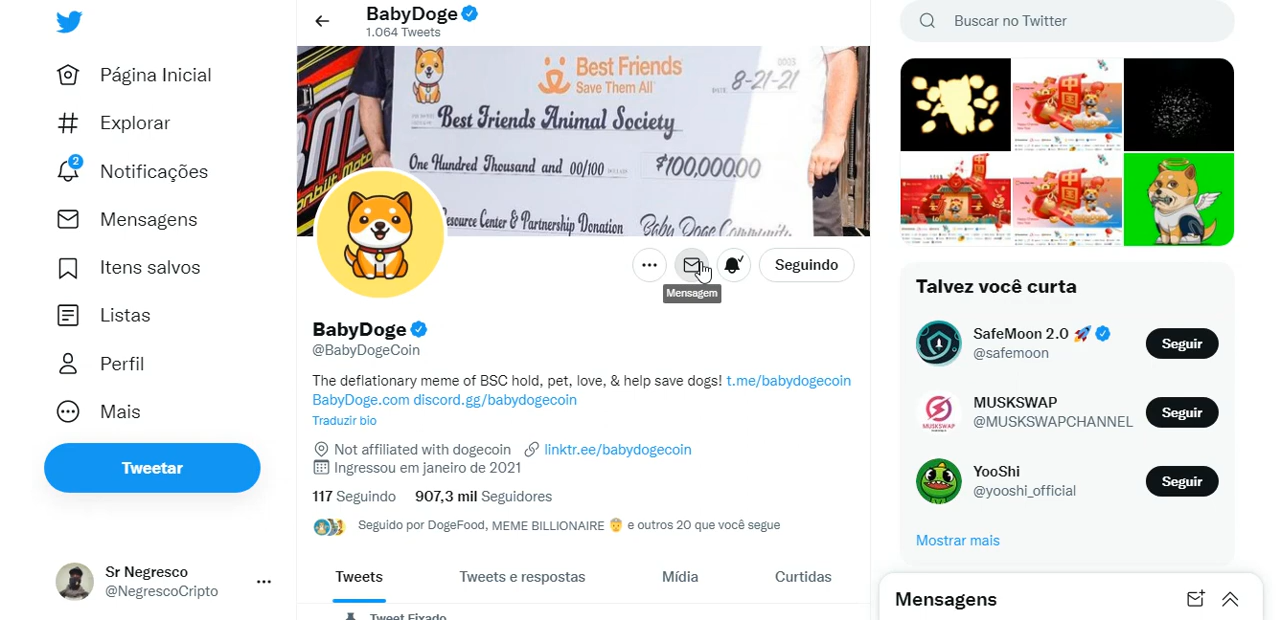 BabyDoge
1.064 Tweets
Página Inicial
Explorar
2
Notificações
Mensagens
Itens salvos
Listas
Perfil
Mais
Tweetar
Sr Negresco
@NegrescoCripto
Best Friends
Save Them All
0003
DATE 8-21-21
Best Friends Animal Society
One Hundred Thousand and 00/100
$100,000.00
Resource Center & Partnership Donation
Baby Doge Community
Seguindo
Mensagem
BabyDoge
@BabyDogeCoin
The deflationary meme of BSC hold, pet, love, & help save dogs! t.me/babydogecoin
BabyDoge.com discord.gg/babydogecoin
Traduzir bio
Not affiliated with dogecoin linktr.ee/babydogecoin
Ingressou em janeiro de 2021
117 Seguindo 907,3 mil Seguidores
Seguido por DogeFood, MEME BILLIONAIRE 👴 e outros 20 que você segue
Tweets Tweets e respostas Mídia Curtidas
Tweet Fixado
Buscar no Twitter
Talvez você curta
SafeMoon 2.0 🚀
@safemoon
Seguir
MUSKSWAP
@MUSKSWAPCHANNEL
Seguir
YooShi
@yooshi_official
Seguir
Mostrar mais
Mensagens